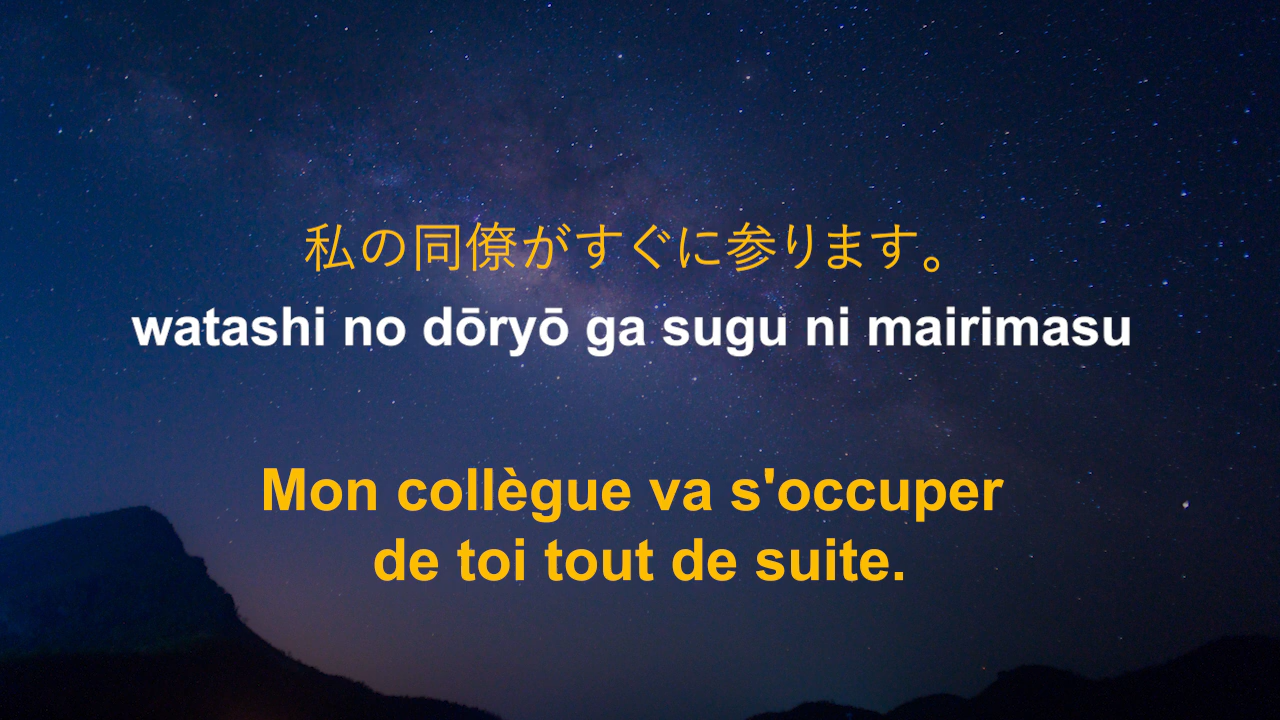 私の同僚がすぐに参ります。
watashi no dōryō ga sugu ni mairimasu
Mon collègue va s'occuper
de toi tout de suite.